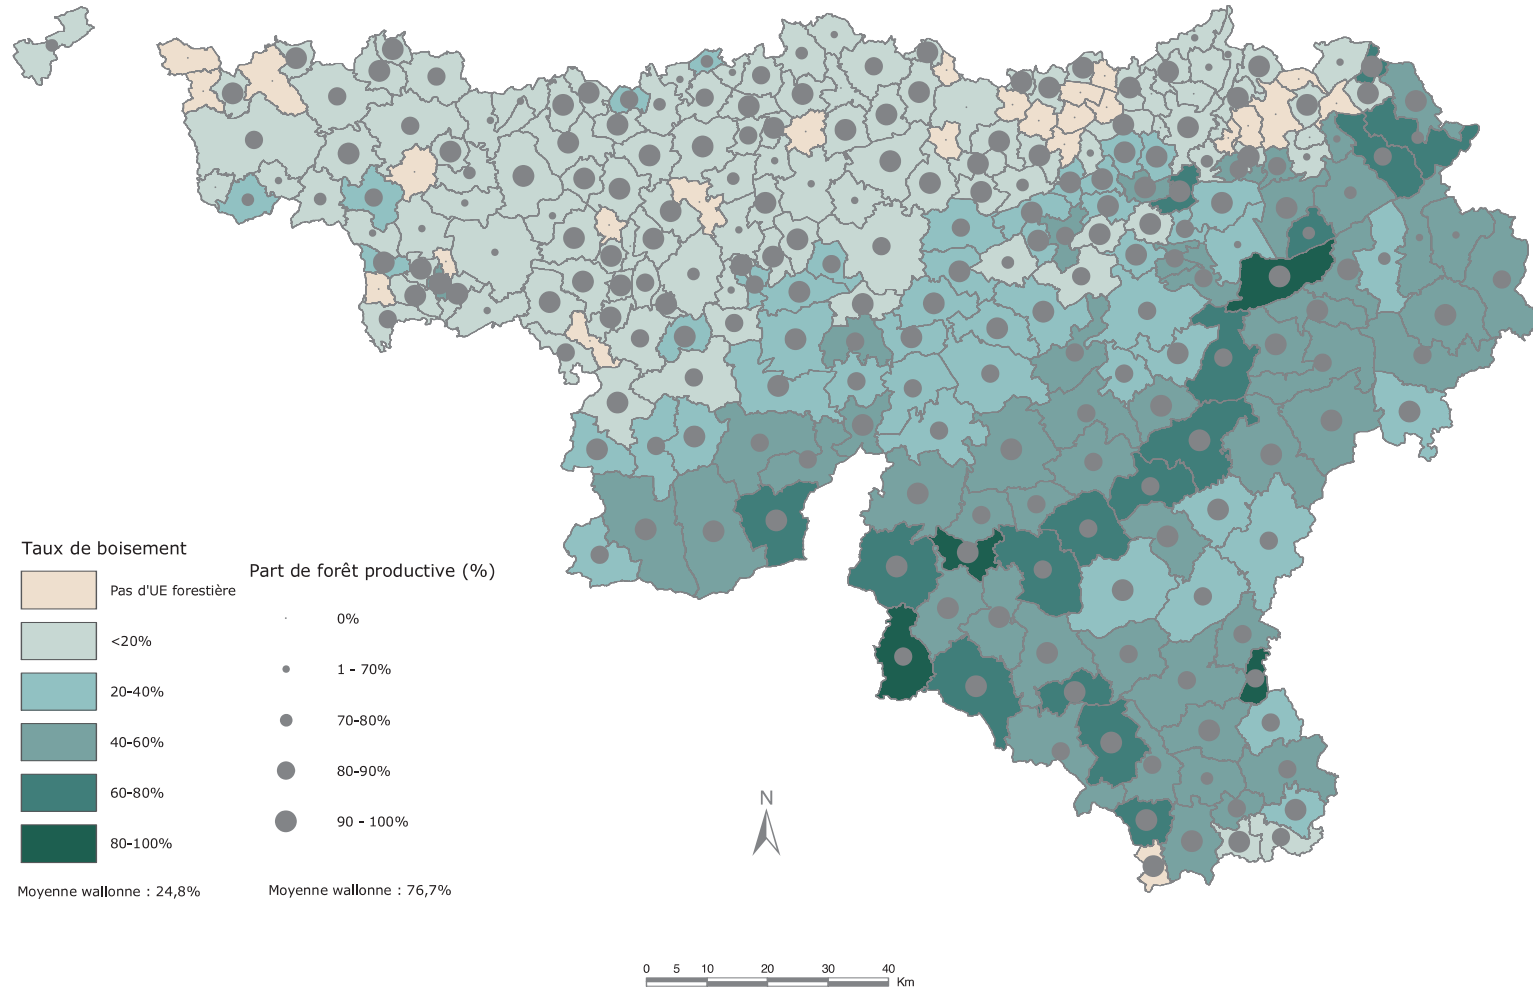 Taux de boisement
Pas d'UE forestière
<20%
20-40%
40-60%
60-80%
80-100%
Moyenne wallonne : 24,8%
Part de forêt productive (%)
0%
1 - 70%
70-80%
80-90%
90 - 100%
Moyenne wallonne : 76,7%
N
0 5 10 20 30 40
Km